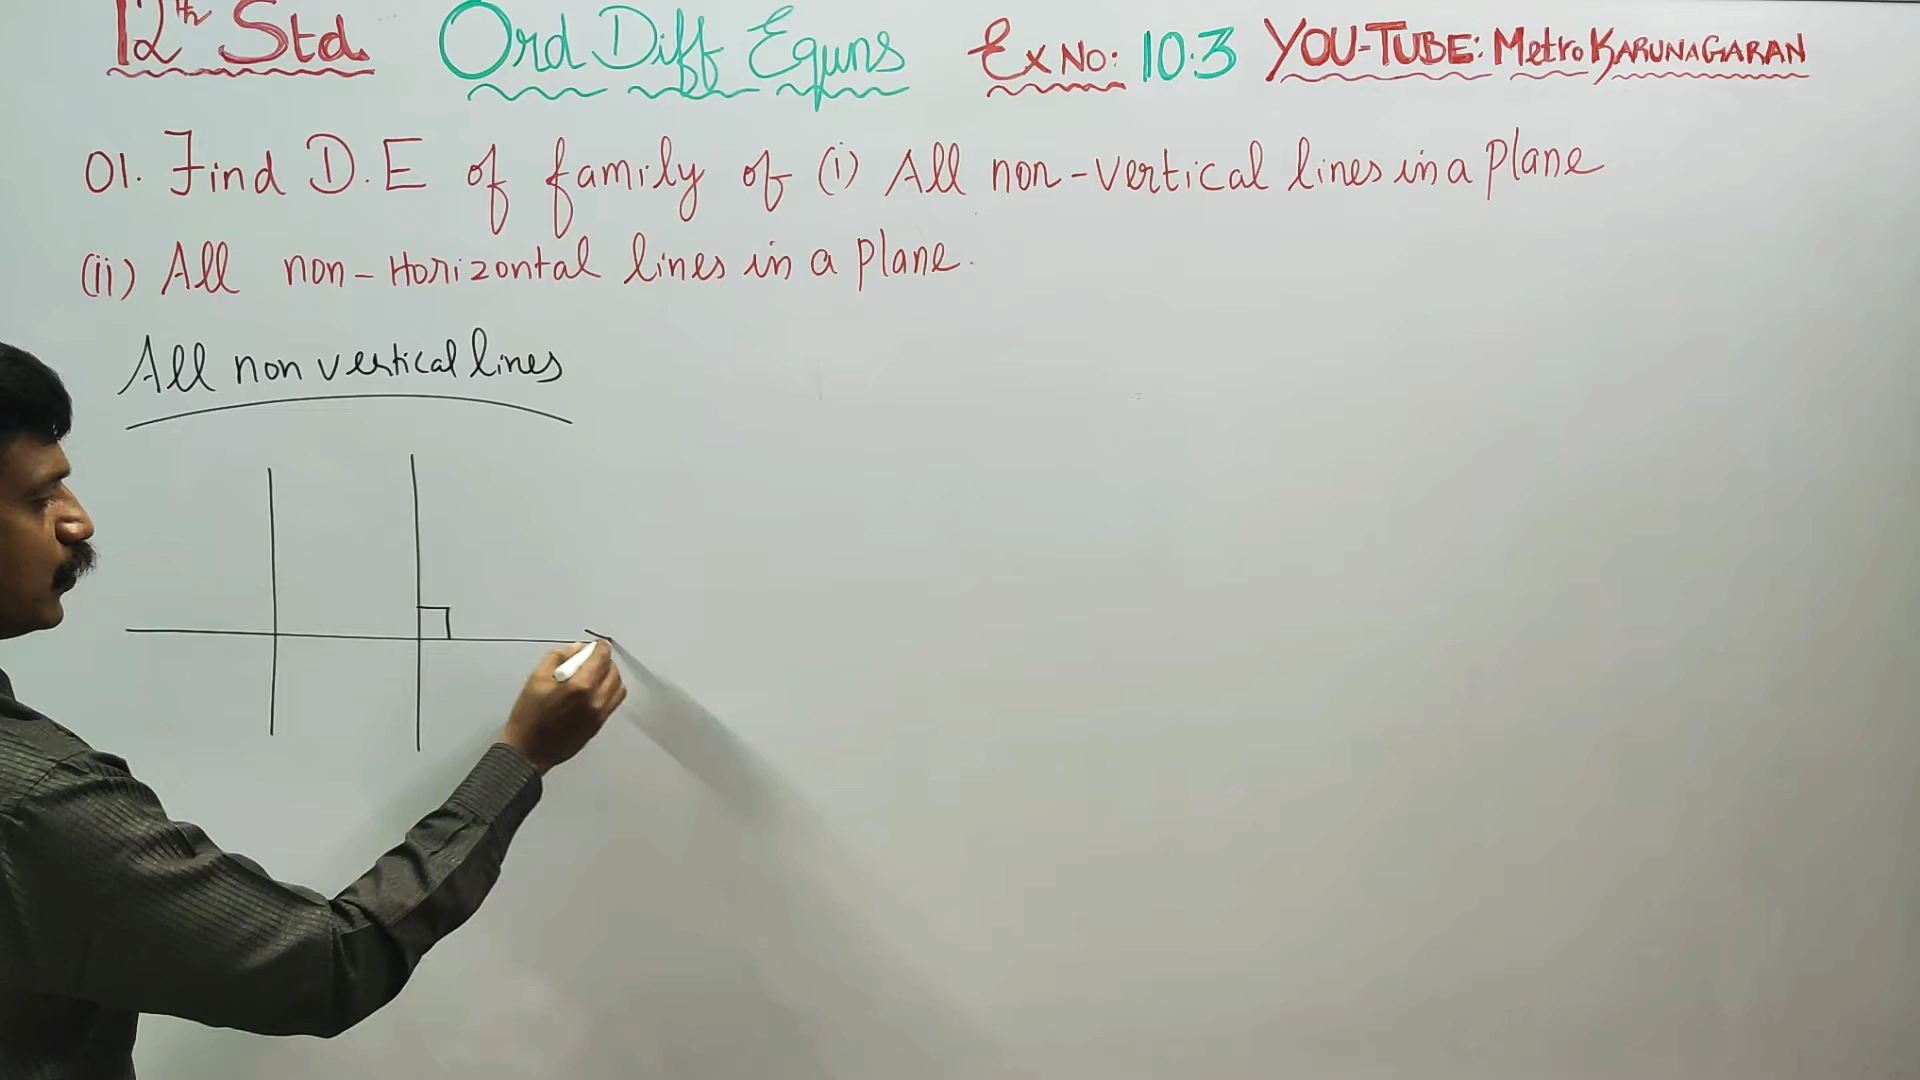 12th Std Ord Diff Equns Ex No: 10.3 YOU-TUBE: Metro KARUNAGARAN
01. Find D.E of family of (i) All non-vertical lines in a plane
(ii) All non-Horizontal lines in a plane.
All non vertical lines